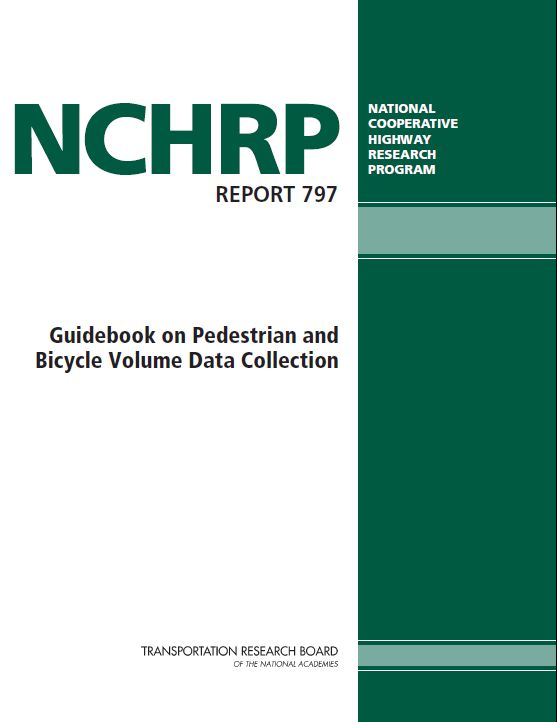 NCHRP
REPORT 797
NATIONAL
COOPERATIVE
HIGHWAY
RESEARCH
PROGRAM
Guidebook on Pedestrian and
Bicycle Volume Data Collection
TRANSPORTATION RESEARCH BOARD
OF THE NATIONAL ACADEMIES